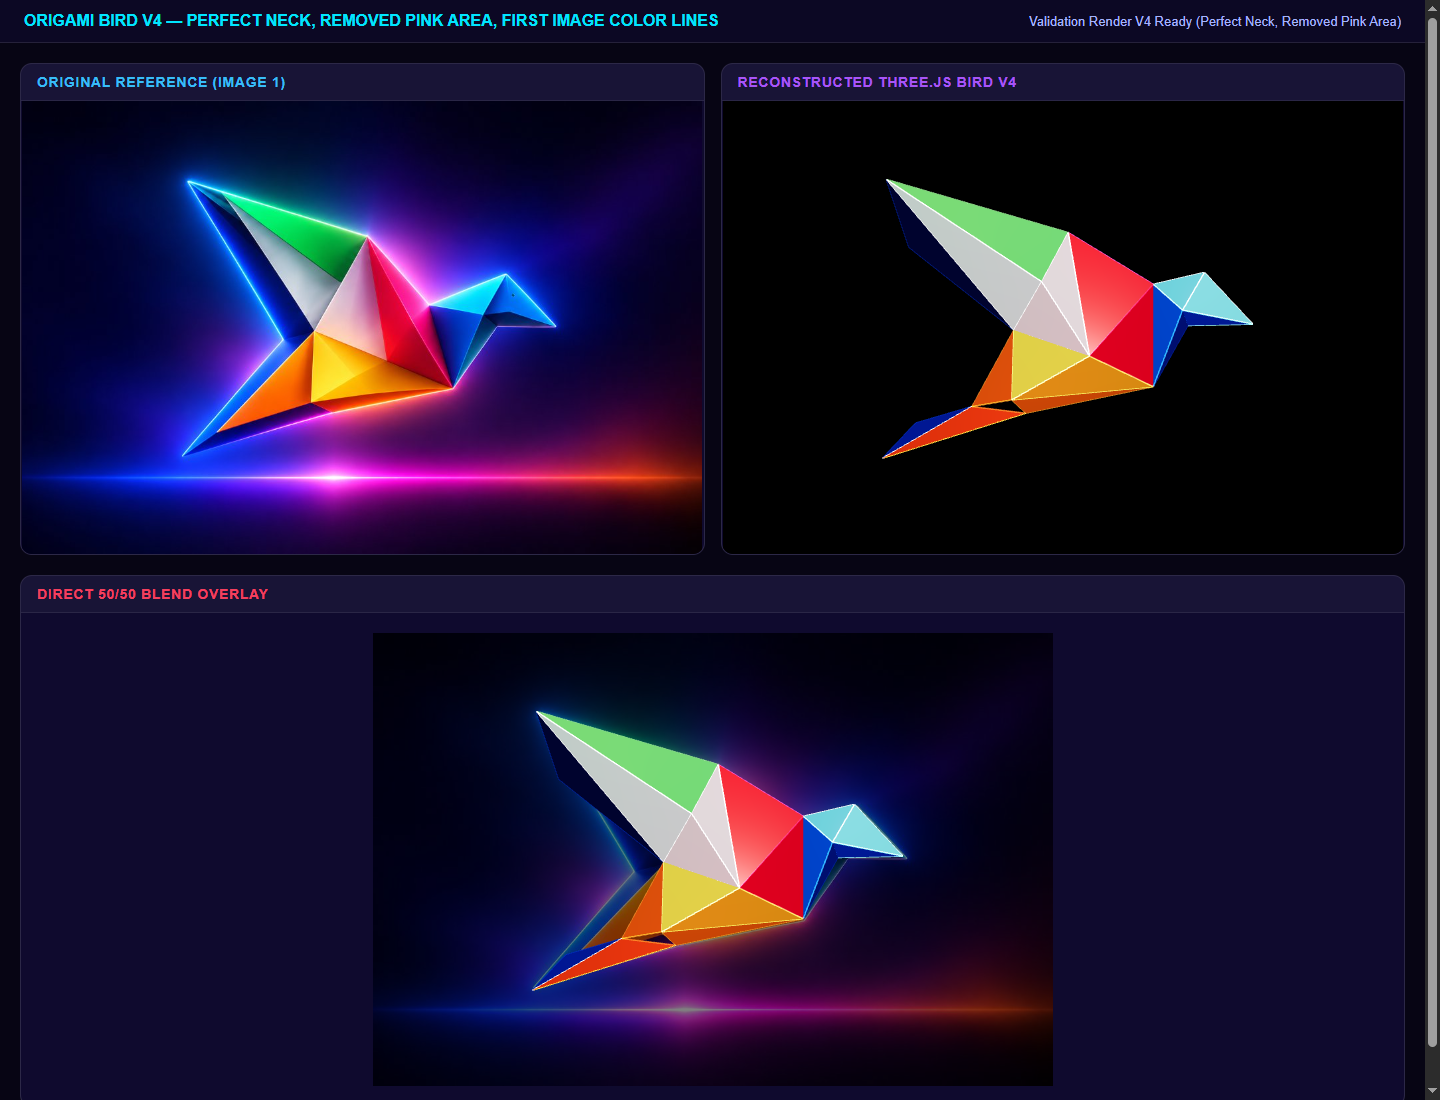 ORIGAMI BIRD V4 — PERFECT NECK, REMOVED PINK AREA, FIRST IMAGE COLOR LINES
Validation Render V4 Ready (Perfect Neck, Removed Pink Area)
ORIGINAL REFERENCE (IMAGE 1)
RECONSTRUCTED THREE.JS BIRD V4
DIRECT 50/50 BLEND OVERLAY